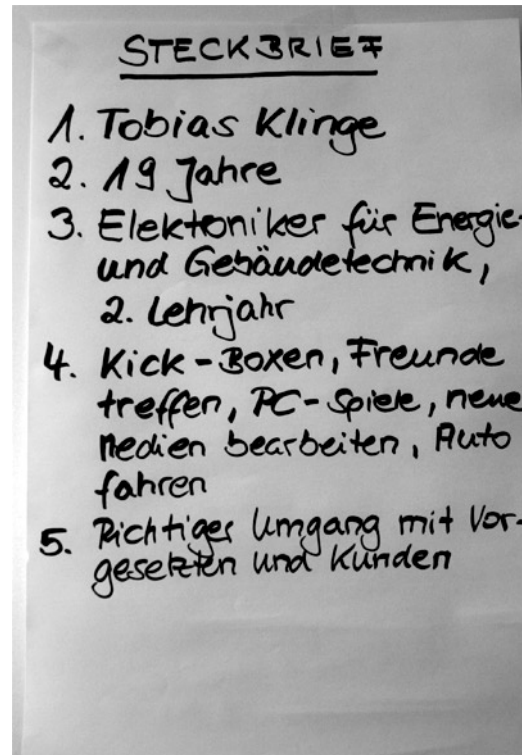 STECKBRIEF
1. Tobias Klinge
2. 19 Jahre
3. Elektroniker für Energie-
und Gebäudetechnik,
2. Lehrjahr
4. Kick-Boxen, Freunde
treffen, PC-Spiele, neue
Medien bearbeiten, Auto
fahren
5. Richtiger Umgang mit Vor-
gesetzten und Kunden